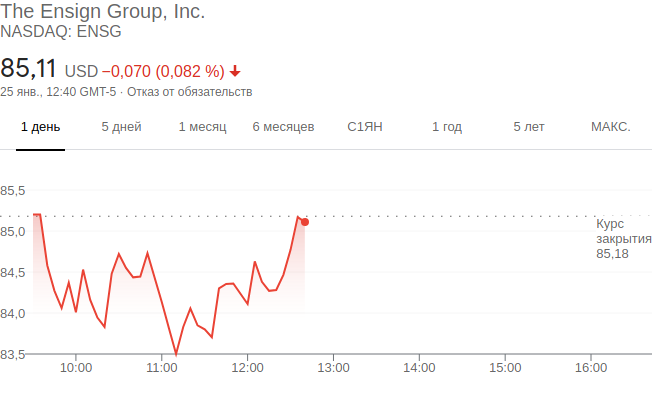 The Ensign Group, Inc.
NASDAQ: ENSG
85,11 USD −0,070 (0,082 %)
25 янв., 12:40 GMT-5 · Отказ от обязательств
1 день 5 дней 1 месяц 6 месяцев С1ЯН 1 год 5 лет МАКС.
85,5
85,0
84,5
84,0
83,5
Курс
закрытия
85,18
10:00 11:00 12:00 13:00 14:00 15:00 16:00